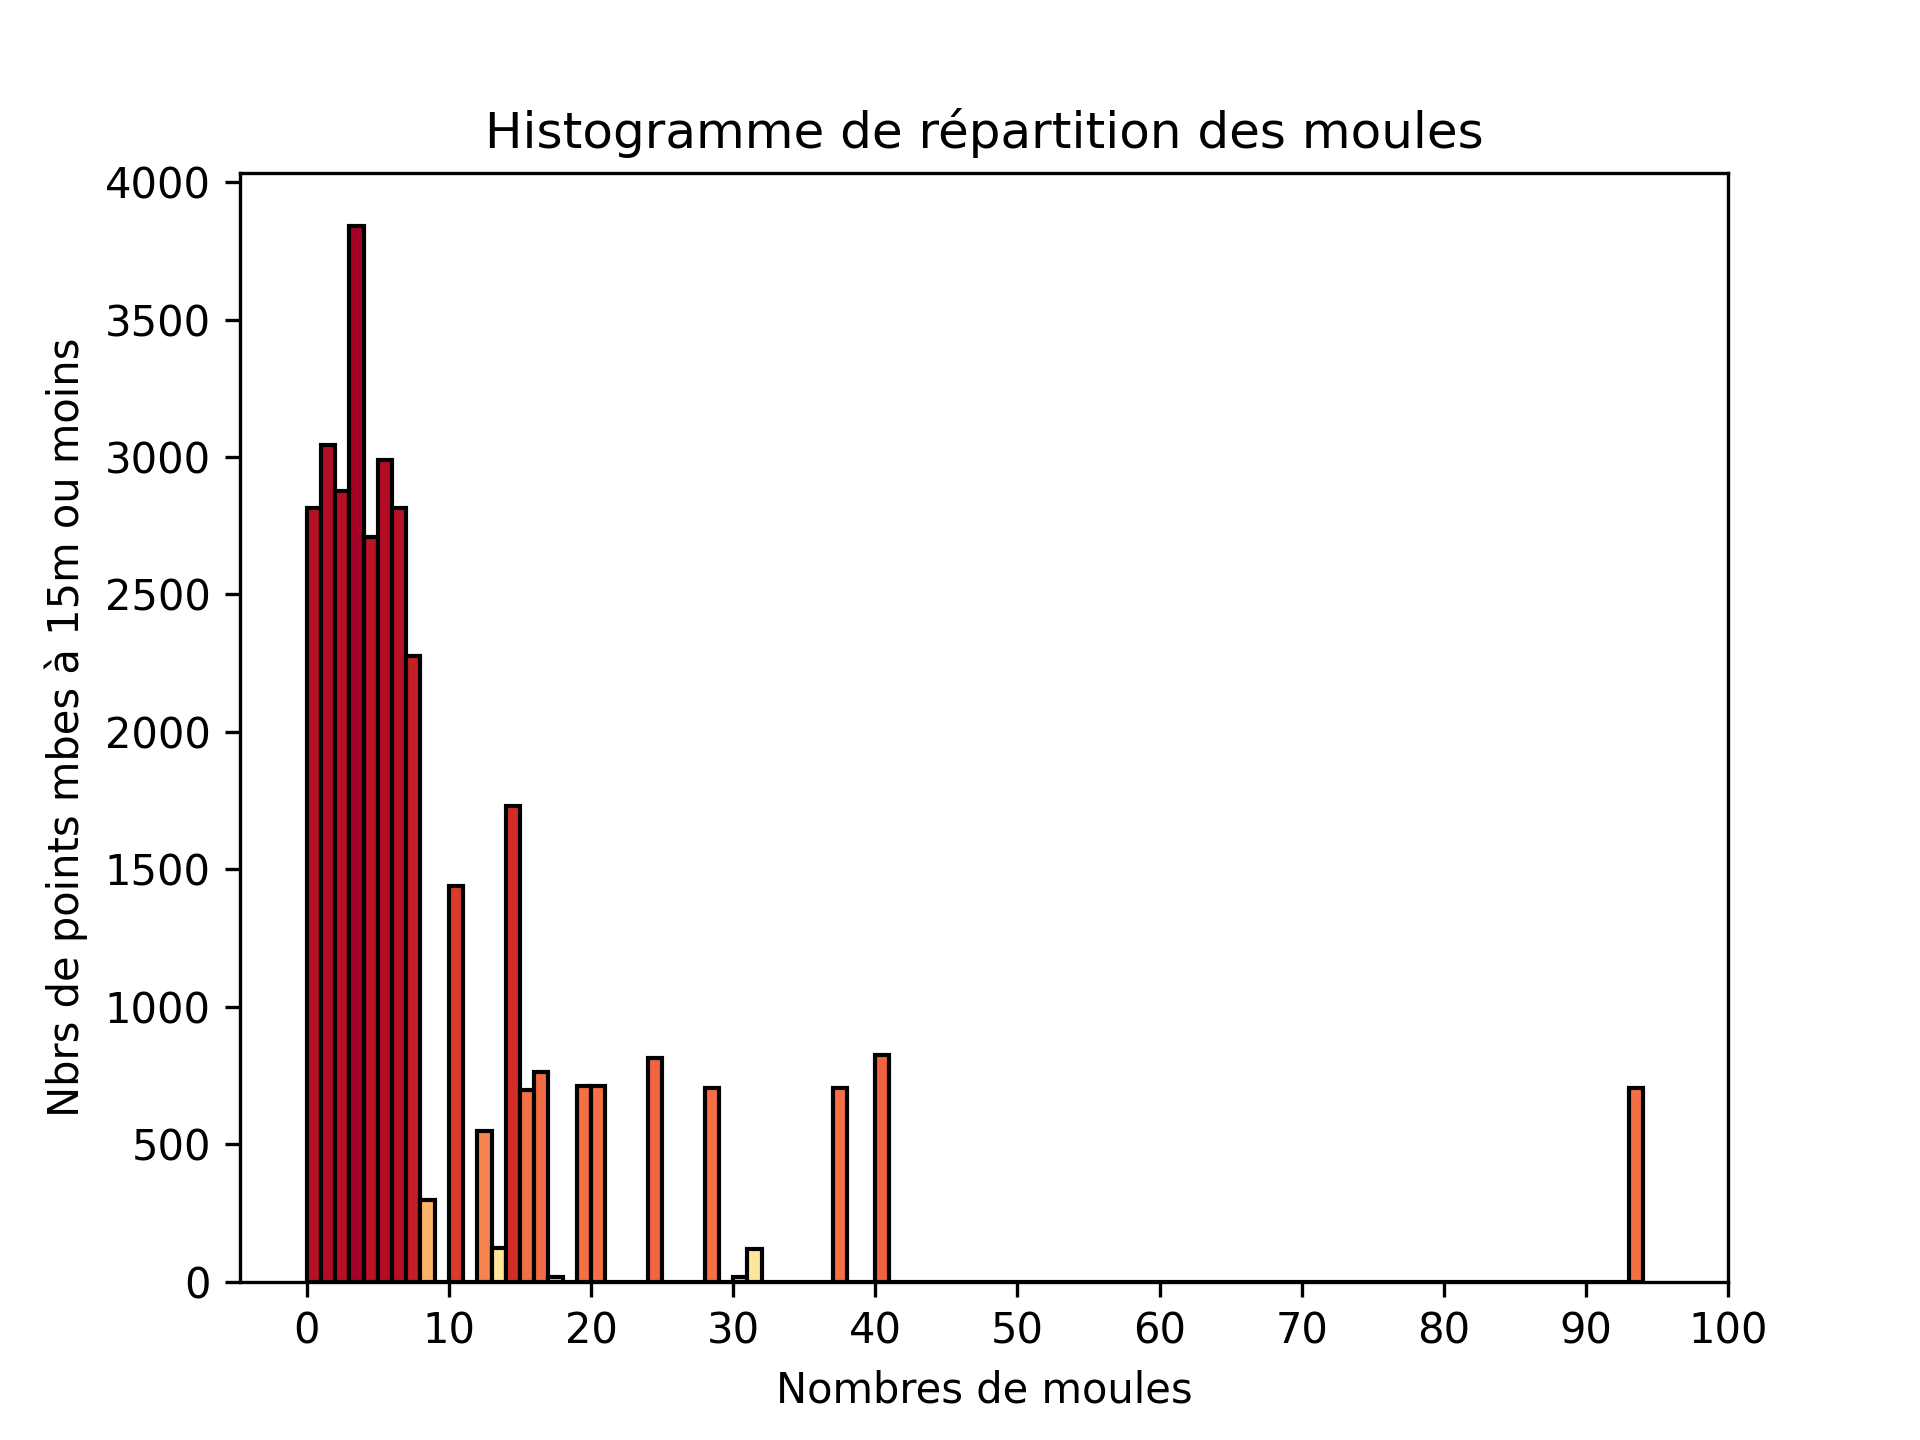 Histogramme de répartition des moules
4000
3500
3000
2500
2000
1500
1000
500
0
Nbrs de points mbes à 15m ou moins
0 10 20 30 40 50 60 70 80 90 100
Nombres de moules